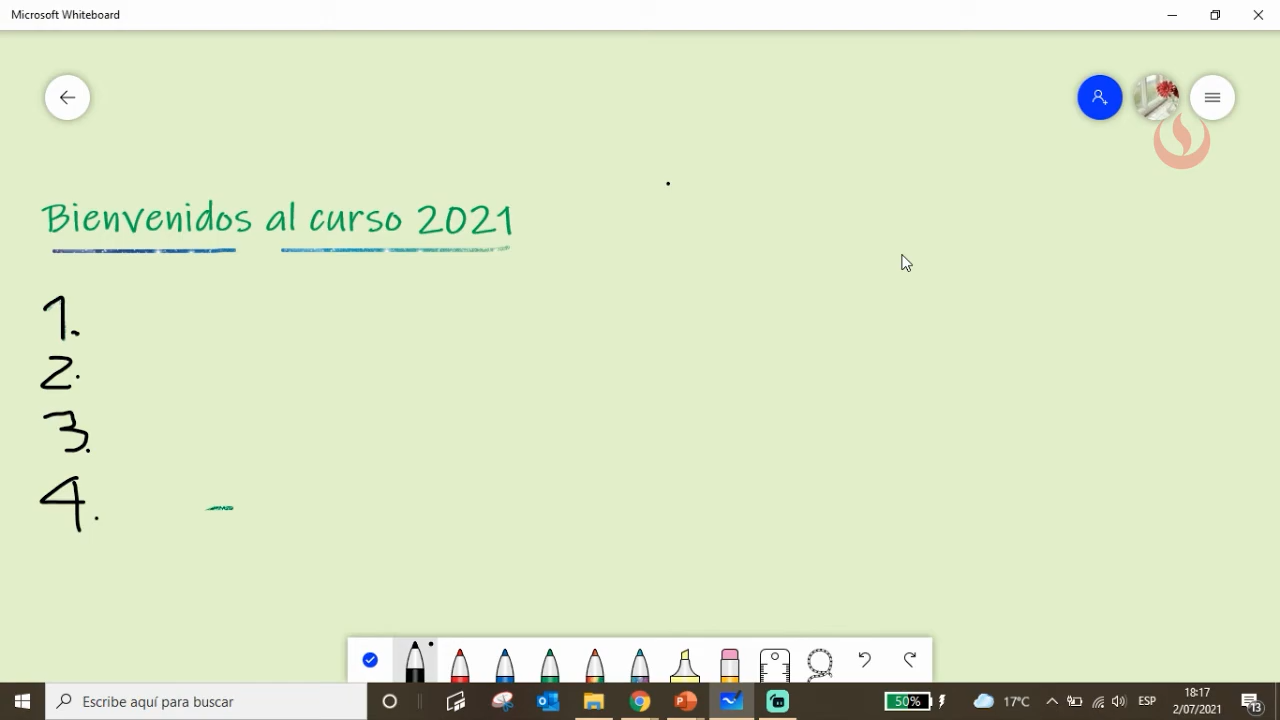 Microsoft Whiteboard
Bienvenidos al curso 2021
1.
2.
3.
4.
Escribe aquí para buscar
50%
17°C
ESP
18:17
2/07/2021
13